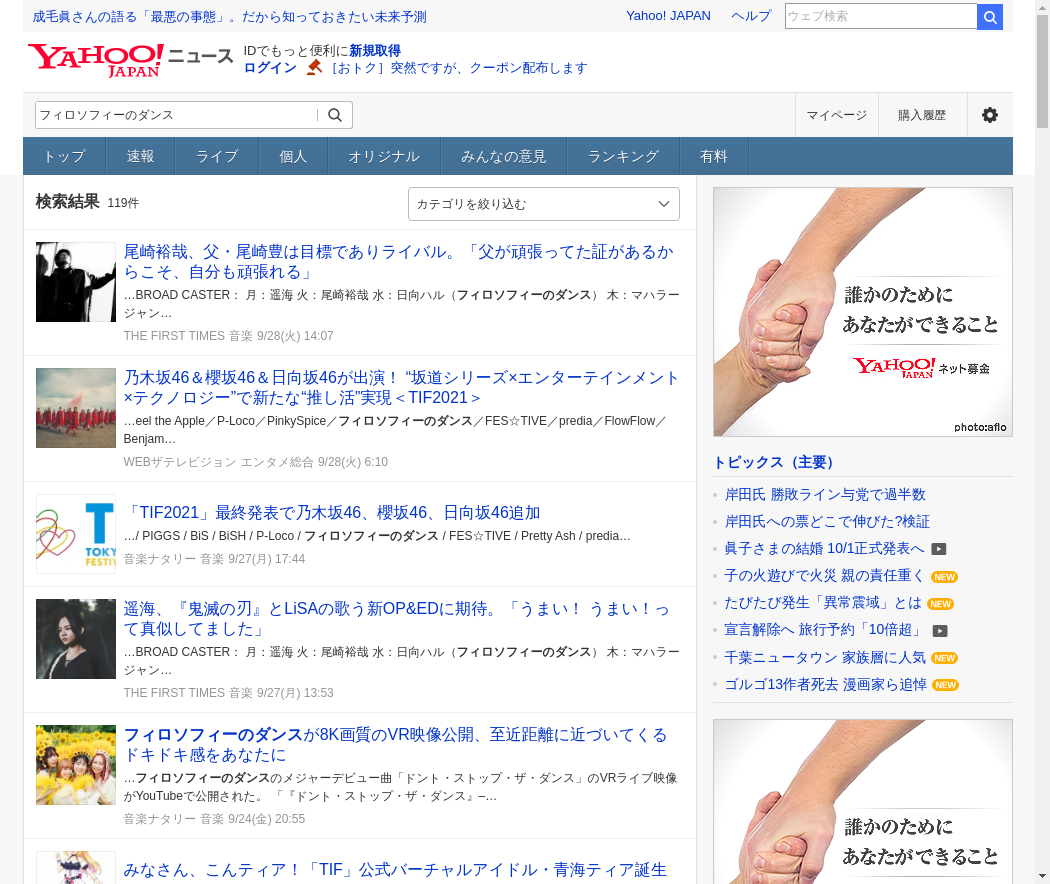 成毛眞さんの語る「最悪の事態」。だから知っておきたい未来予測
Yahoo! JAPAN ヘルプ ウェブ検索
YAHOO! JAPAN ニュース
IDでもっと便利に新規取得
ログイン ［おトク］突然ですが、クーポン配布します
フィロソフィーのダンス マイページ 購入履歴
トップ 速報 ライブ 個人 オリジナル みんなの意見 ランキング 有料
検索結果 119件 カテゴリを絞り込む
尾崎裕哉、父・尾崎豊は目標でありライバル。「父が頑張ってた証があるか
らこそ、自分も頑張れる」
…BROAD CASTER： 月：遥海 火：尾崎裕哉 水：日向ハル（フィロソフィーのダンス） 木：マハラー
ジャン…
THE FIRST TIMES 音楽 9/28(火) 14:07
乃木坂46＆櫻坂46＆日向坂46が出演！ “坂道シリーズ×エンターテインメント
×テクノロジー”で新たな“推し活”実現＜TIF2021＞
…eel the Apple／P-Loco／PinkySpice／フィロソフィーのダンス／FES☆TIVE／predia／FlowFlow／
Benjam…
WEBザテレビジョン エンタメ総合 9/28(火) 6:10
TOKY
FESTIV
「TIF2021」最終発表で乃木坂46、櫻坂46、日向坂46追加
…/ PIGGS / BiS / BiSH / P-Loco / フィロソフィーのダンス / FES☆TIVE / Pretty Ash / predia…
音楽ナタリー 音楽 9/27(月) 17:44
遥海、『鬼滅の刃』とLiSAの歌う新OP&EDに期待。「うまい！ うまい！っ
て真似してました」
…BROAD CASTER： 月：遥海 火：尾崎裕哉 水：日向ハル（フィロソフィーのダンス） 木：マハラー
ジャン…
THE FIRST TIMES 音楽 9/27(月) 13:53
フィロソフィーのダンスが8K画質のVR映像公開、至近距離に近づいてくる
ドキドキ感をあなたに
…フィロソフィーのダンスのメジャーデビュー曲「ドント・ストップ・ザ・ダンス」のVRライブ映像
がYouTubeで公開された。 「『ドント・ストップ・ザ・ダンス』–…
音楽ナタリー 音楽 9/24(金) 20:55
みなさん、こんティア！「TIF」公式バーチャルアイドル・青海ティア誕生
誰かのために
あなたができること
YAHOO! JAPAN ネット募金
photo:aflo
トピックス（主要）
岸田氏 勝敗ライン与党で過半数
岸田氏への票どこで伸びた?検証
眞子さまの結婚 10/1正式発表へ
子の火遊びで火災 親の責任重く NEW
たびたび発生「異常震域」とは NEW
宣言解除へ 旅行予約「10倍超」
千葉ニュータウン 家族層に人気 NEW
ゴルゴ13作者死去 漫画家ら追悼 NEW
誰かのために
あなたができること